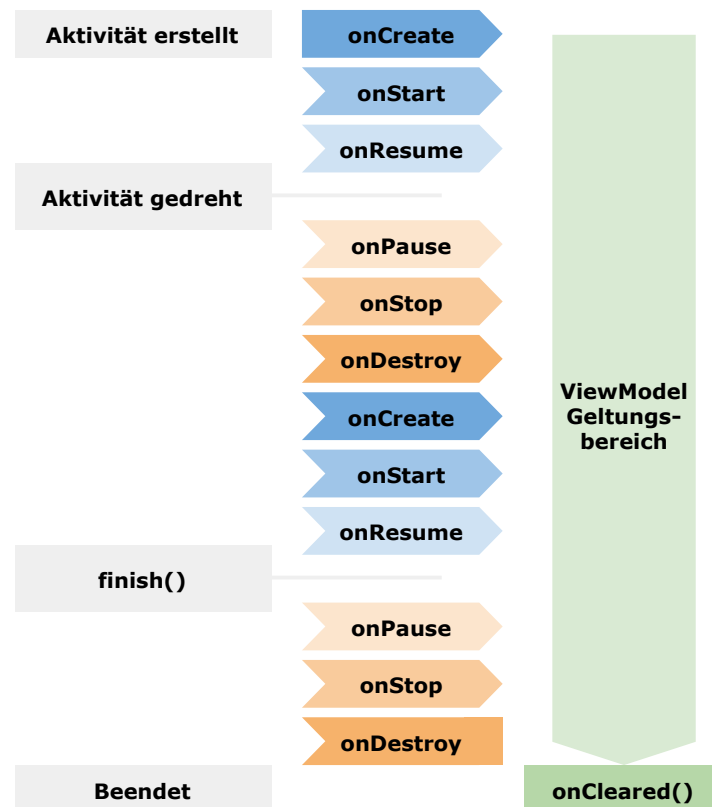 Aktivität erstellt
onCreate
onStart
onResume
Aktivität gedreht
onPause
onStop
onDestroy
onCreate
onStart
onResume
finish()
onPause
onStop
onDestroy
Beendet
ViewModel
Geltungs-
bereich
onCleared()